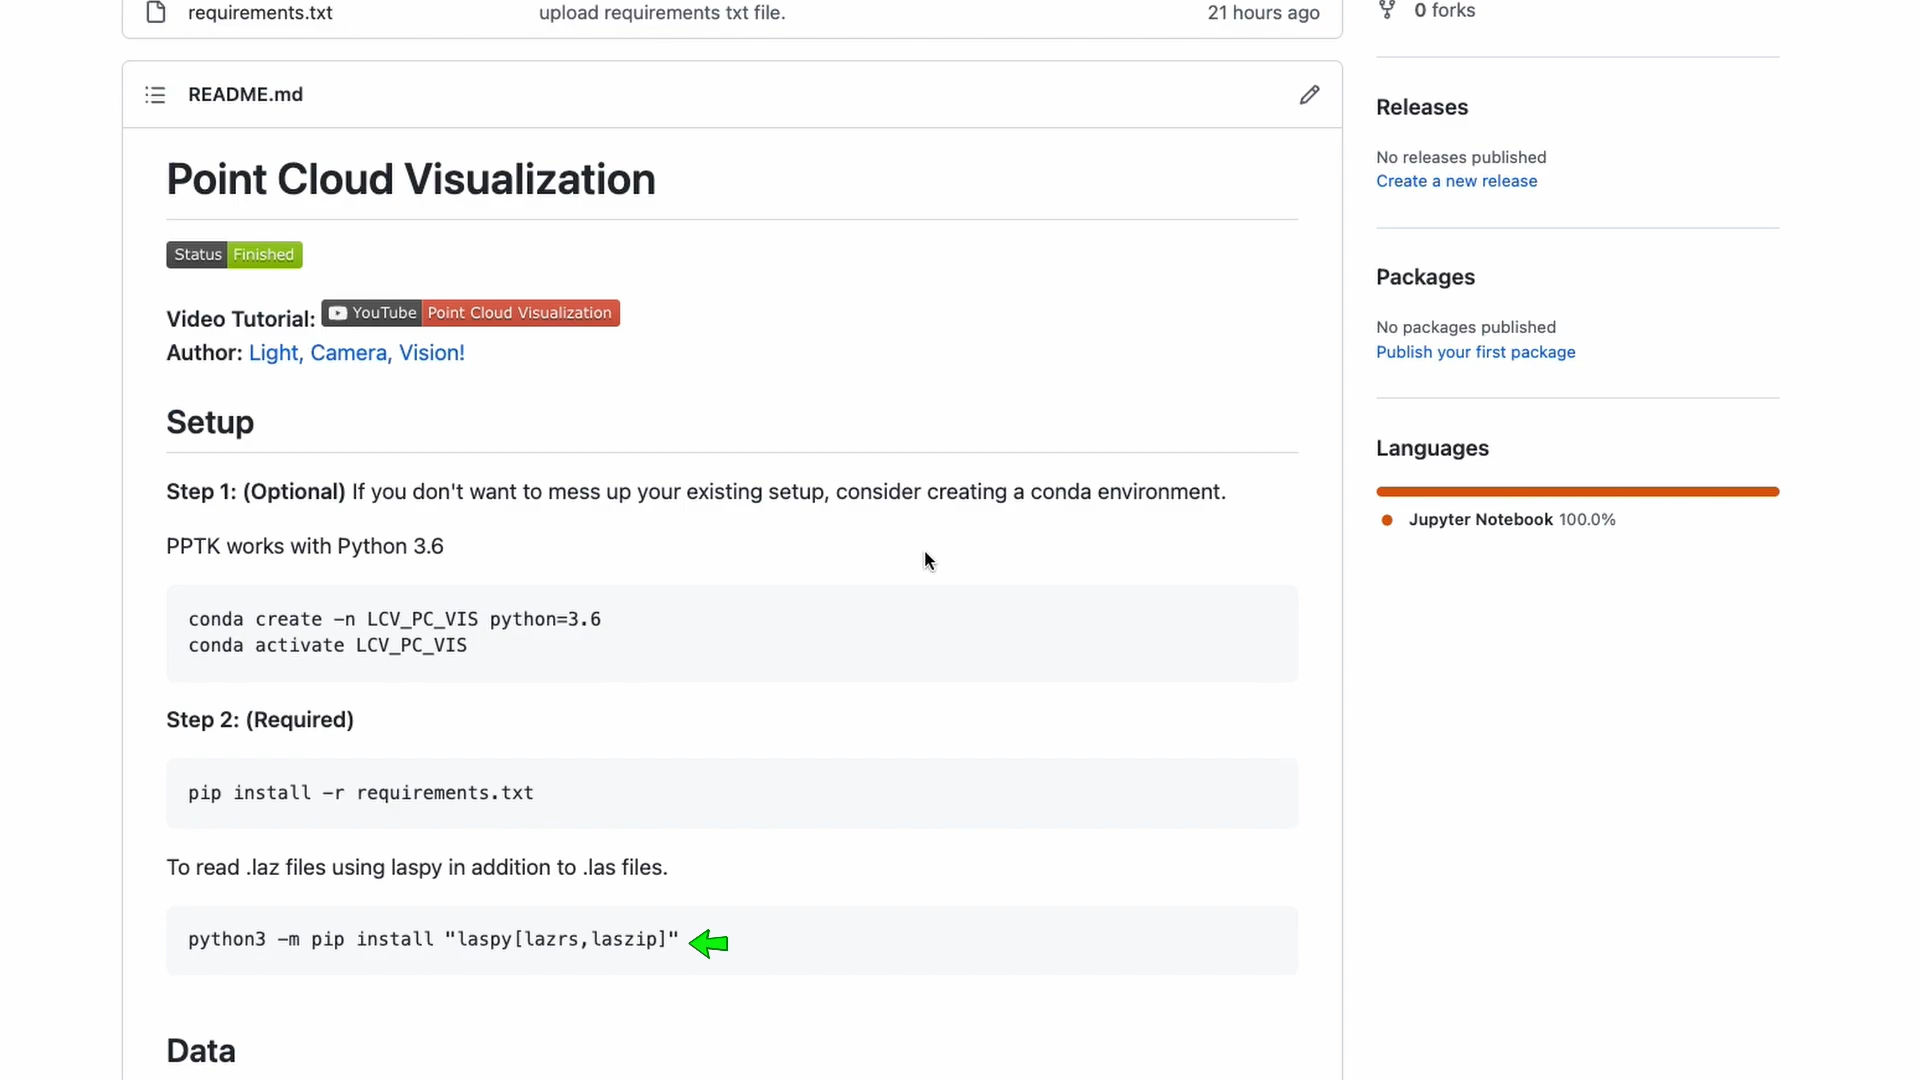 requirements.txt upload requirements txt file. 21 hours ago
README.md
Point Cloud Visualization
Status Finished
Video Tutorial: YouTube Point Cloud Visualization
Author: Light, Camera, Vision!
Setup
Step 1: (Optional) If you don't want to mess up your existing setup, consider creating a conda environment.
PPTK works with Python 3.6
conda create -n LCV_PC_VIS python=3.6
conda activate LCV_PC_VIS
Step 2: (Required)
pip install -r requirements.txt
To read .laz files using laspy in addition to .las files.
python3 -m pip install "laspy[lazrs,laszip]"
Data
0 forks
Releases
No releases published
Create a new release
Packages
No packages published
Publish your first package
Languages
Jupyter Notebook 100.0%